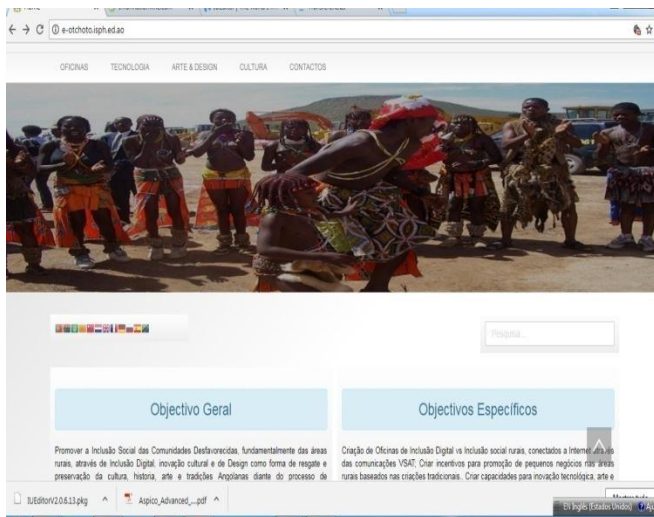 e-otchoto.isph.ed.ao
OFICINAS TECNOLOGIA ARTE & DESIGN CULTURA CONTACTOS
Pesquisa...
Objectivo Geral
Promover a Inclusão Social das Comunidades Desfavorecidas, fundamentalmente das áreas
rurais, através de Inclusão Digital, inovação cultural e de Design como forma de resgate e
preservação da cultura, historia, arte e tradições Angolanas diante do processo de
Objectivos Específicos
Criação de Oficinas de Inclusão Digital vs Inclusão social rurais, conectados a Internet através
das comunicações VSAT; Criar incentivos para promoção de pequenos negócios nas áreas
rurais baseados nas criações tradicionais. Criar capacidades para inovação tecnológica, arte e
IUEditorV2.0.6.13.pkg
Aspico_Advanced_....pdf
EN Inglês (Estados Unidos)